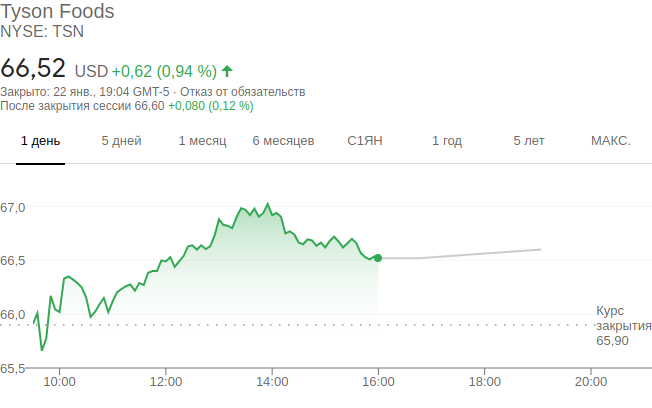 Tyson Foods
NYSE: TSN
66,52 USD +0,62 (0,94 %)
Закрыто: 22 янв., 19:04 GMT-5 · Отказ от обязательств
После закрытия сессии 66,60 +0,080 (0,12 %)
1 день 5 дней 1 месяц 6 месяцев С1ЯН 1 год 5 лет МАКС.
67,0
66,5
66,0
Курс
закрытия
65,90
65,5
10:00 12:00 14:00 16:00 18:00 20:00